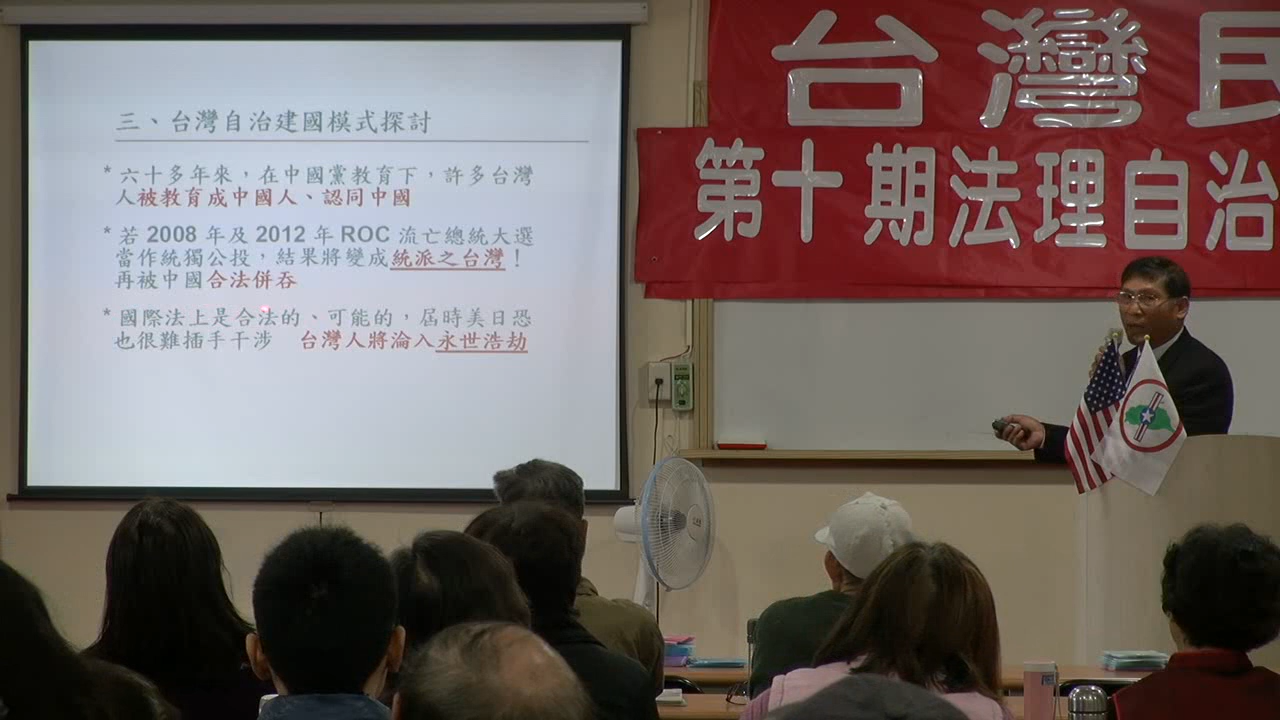 三、台灣自治建國模式探討
* 六十多年來，在中國黨教育下，許多台灣
人被教育成中國人、認同中國
* 若 2008 年及 2012 年 ROC 流亡總統大選
當作統獨公投，結果將變成統派之台灣！
再被中國合法併吞
* 國際法上是合法的、可能的，屆時美日恐
也很難插手干涉　台灣人將淪入永世浩劫
台灣民
第十期法理自治